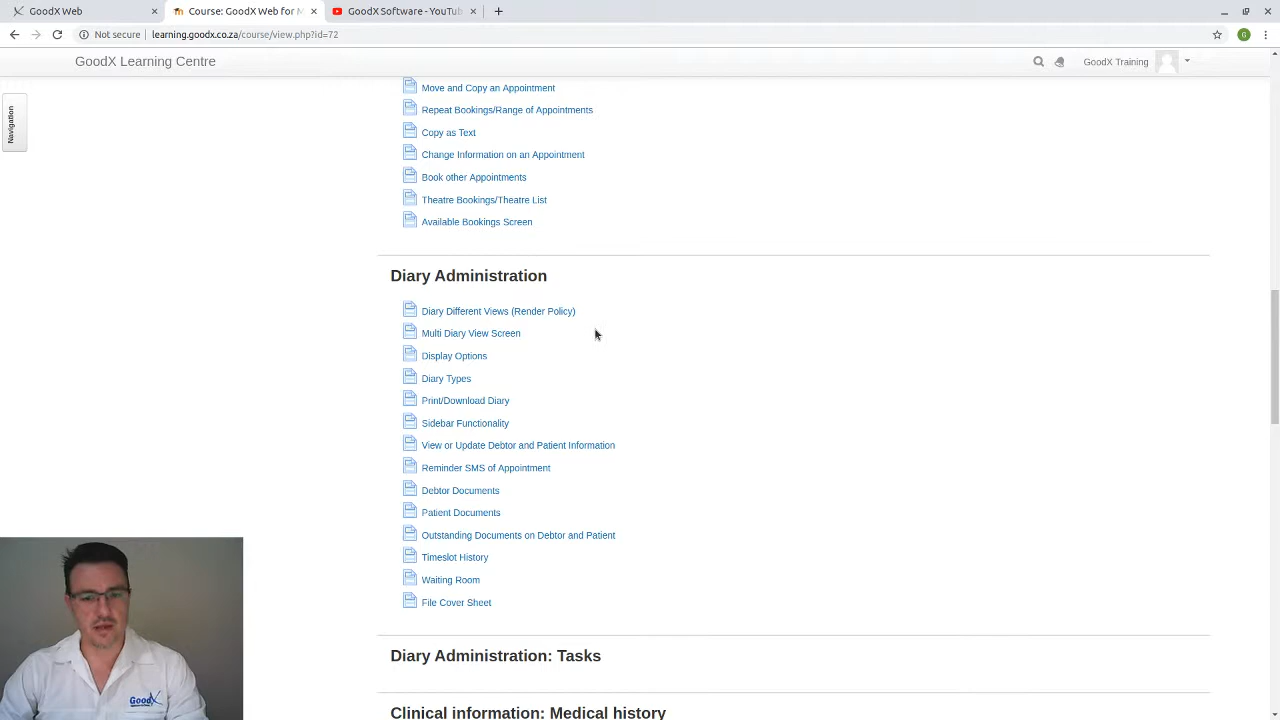 GoodX Web
Course: GoodX Web for M
GoodX Software - YouTub
Not secure
learning.goodx.co.za/course/view.php?id=72
G
GoodX Learning Centre
GoodX Training
Navigation
Move and Copy an Appointment
Repeat Bookings/Range of Appointments
Copy as Text
Change Information on an Appointment
Book other Appointments
Theatre Bookings/Theatre List
Available Bookings Screen
Diary Administration
Diary Different Views (Render Policy)
Multi Diary View Screen
Display Options
Diary Types
Print/Download Diary
Sidebar Functionality
View or Update Debtor and Patient Information
Reminder SMS of Appointment
Debtor Documents
Patient Documents
Outstanding Documents on Debtor and Patient
Timeslot History
Waiting Room
File Cover Sheet
Diary Administration: Tasks
Clinical information: Medical history
GoodX